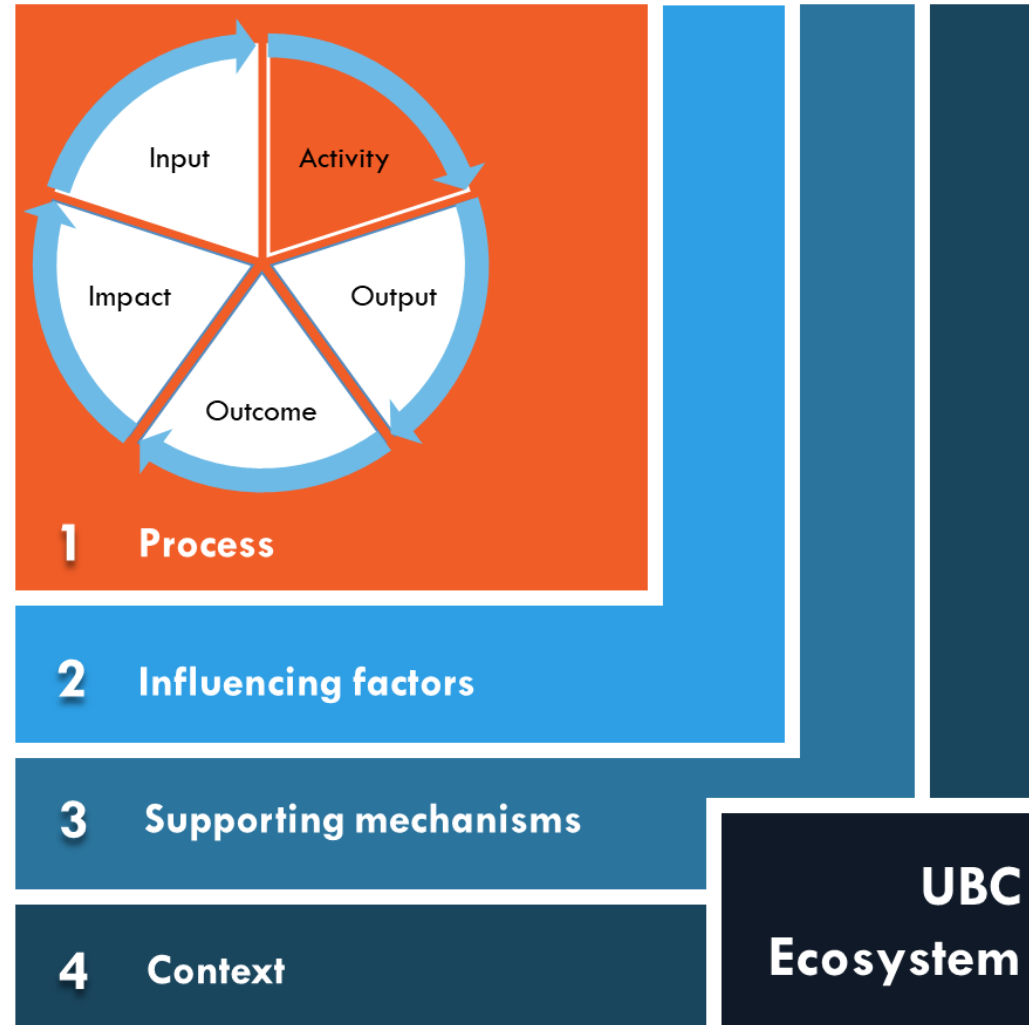 Input
Activity
Impact
Output
Outcome
1 Process
2 Influencing factors
3 Supporting mechanisms
4 Context
UBC
Ecosystem